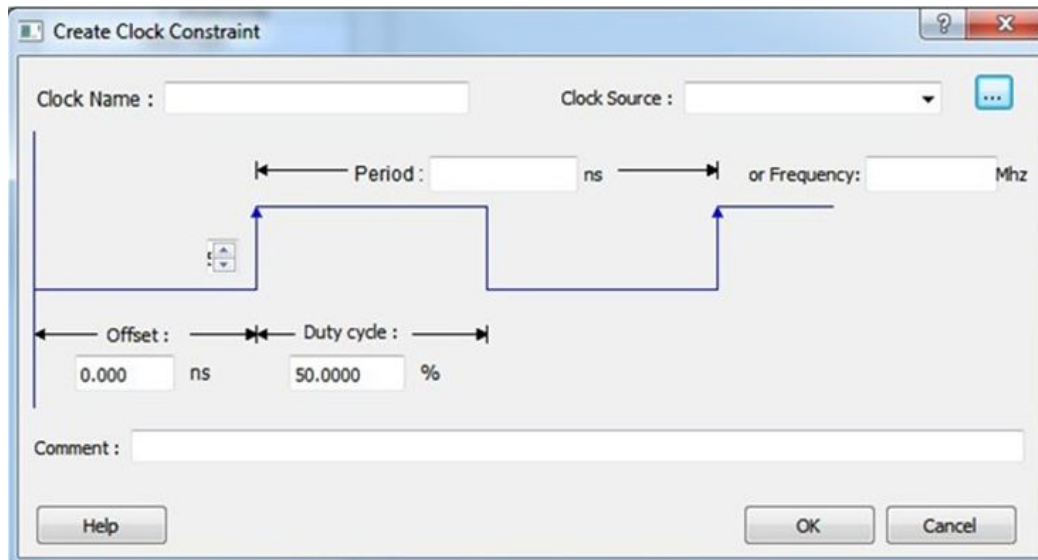 Create Clock Constraint
Clock Name :
Clock Source :
...
Period :
ns
or Frequency:
Mhz
Offset :
Duty cycle :
0.000
ns
50.0000
%
Comment :
Help
OK
Cancel